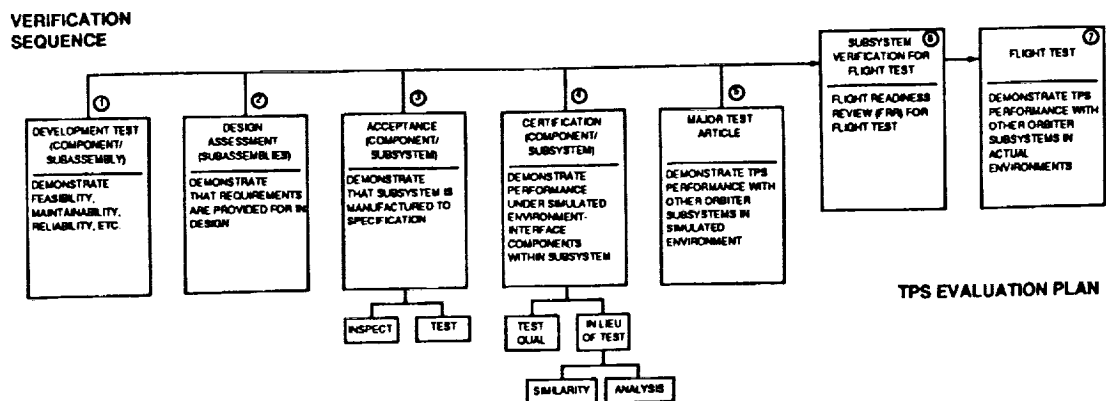 VERIFICATION
SEQUENCE
①
DEVELOPMENT TEST
(COMPONENT/
SUBASSEMBLY)
DEMONSTRATE
FEASIBILITY,
MAINTAINABILITY,
RELIABILITY, ETC.
②
DESIGN
ASSESSMENT
(SUBASSEMBLIES)
DEMONSTRATE
THAT REQUIREMENTS
ARE PROVIDED FOR IN
DESIGN
③
ACCEPTANCE
(COMPONENT/
SUBSYSTEM)
DEMONSTRATE
THAT SUBSYSTEM IS
MANUFACTURED TO
SPECIFICATION
INSPECT
TEST
④
CERTIFICATION
(COMPONENT/
SUBSYSTEM)
DEMONSTRATE
PERFORMANCE
UNDER SIMULATED
ENVIRONMENT-
INTERFACE
COMPONENTS
WITHIN SUBSYSTEM
TEST
QUAL
IN LIEU
OF TEST
SIMILARITY
ANALYSIS
⑤
MAJOR TEST
ARTICLE
DEMONSTRATE TPS
PERFORMANCE WITH
OTHER ORBITER
SUBSYSTEMS IN
SIMULATED
ENVIRONMENT
⑥
SUBSYSTEM
VERIFICATION FOR
FLIGHT TEST
FLIGHT READINESS
REVIEW (FRR) FOR
FLIGHT TEST
⑦
FLIGHT TEST
DEMONSTRATE TPS
PERFORMANCE WITH
OTHER ORBITER
SUBSYSTEMS IN
ACTUAL
ENVIRONMENTS
TPS EVALUATION PLAN